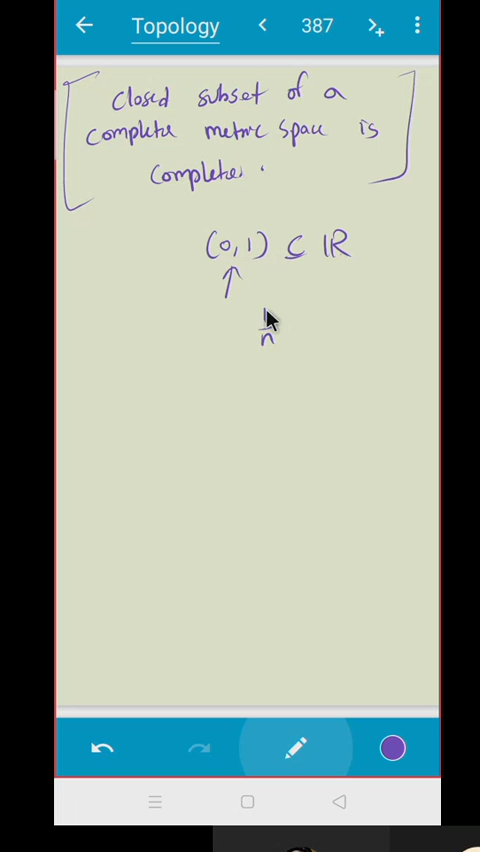 Topology
387
Closed subset of a
complete metric space is
complete.
(0, 1) ⊆ ℝ
↑
1/n